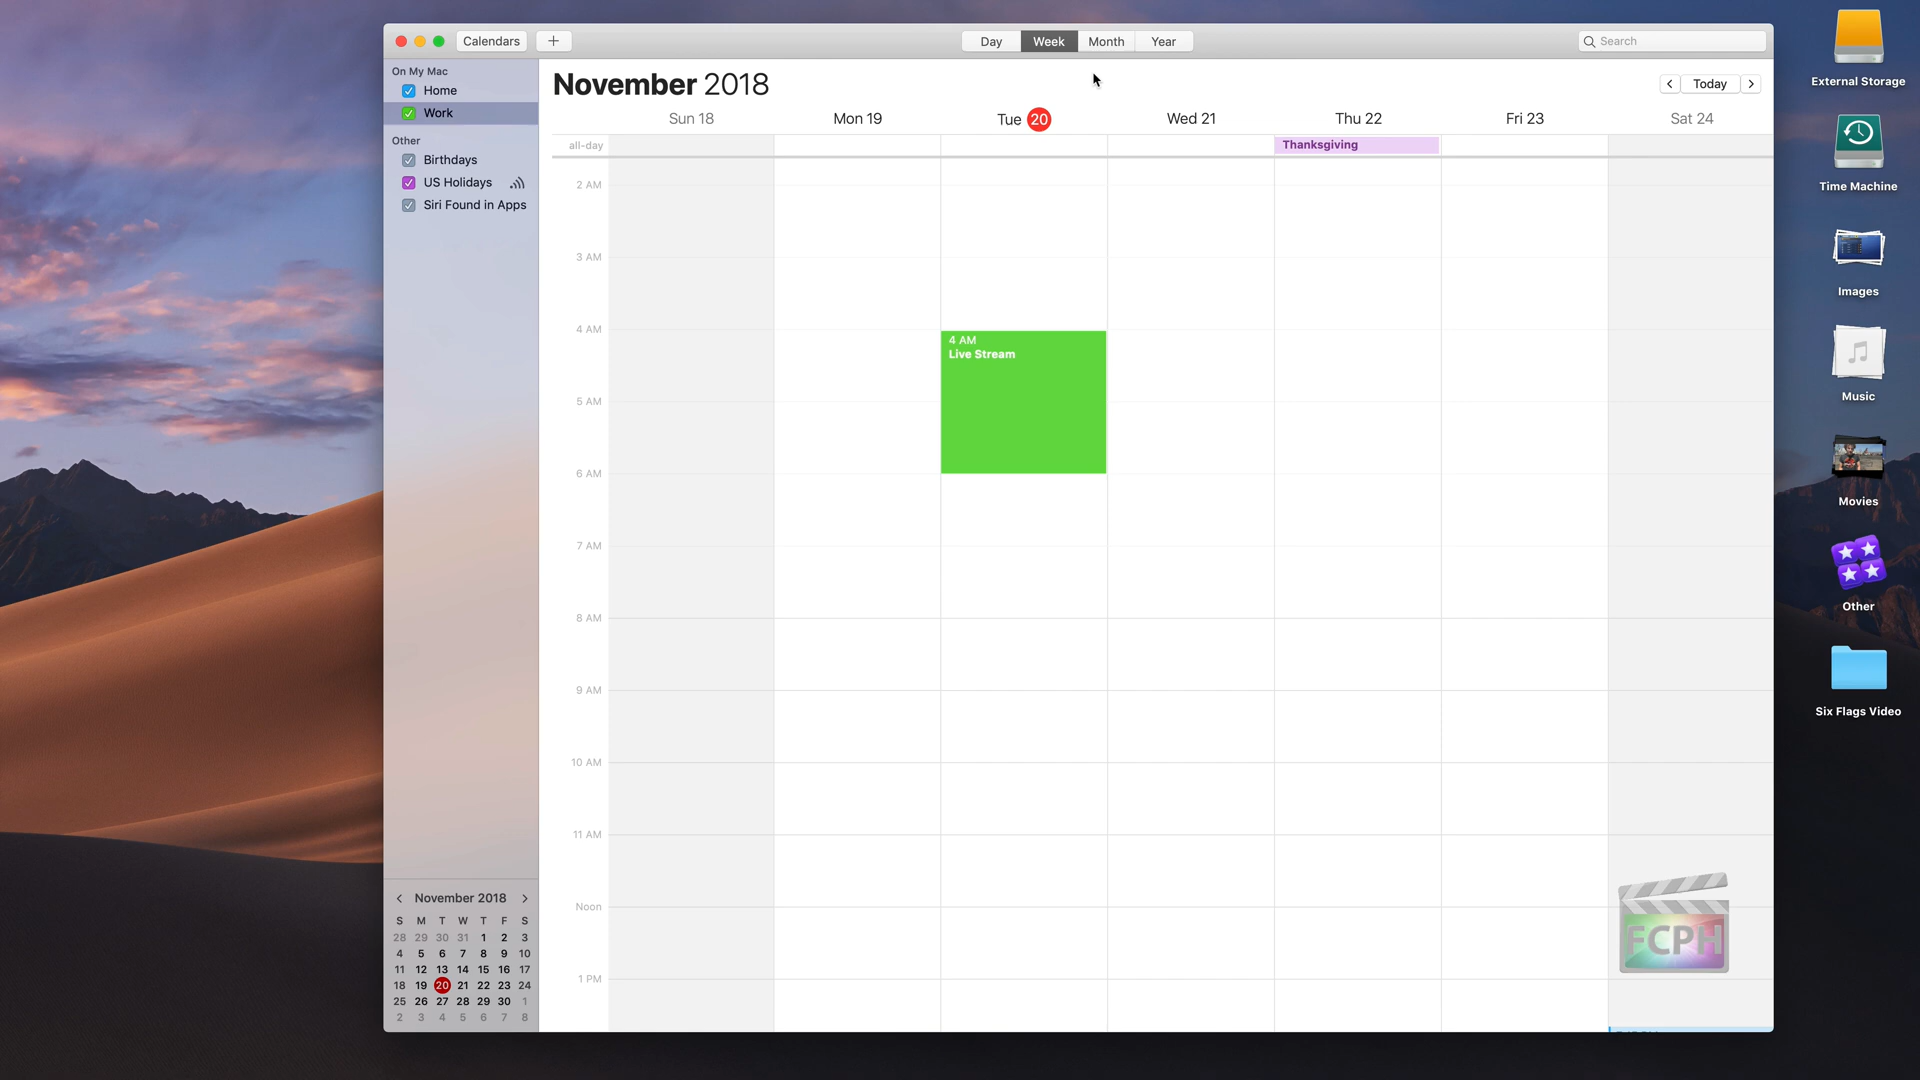 Calendars
Day Week Month Year
Search
On My Mac
Home
Work
Other
Birthdays
US Holidays
Siri Found in Apps
November 2018
Today
Sun 18 Mon 19 Tue 20 Wed 21 Thu 22 Fri 23 Sat 24
all-day
Thanksgiving
2 AM
3 AM
4 AM
4 AM
Live Stream
5 AM
6 AM
7 AM
8 AM
9 AM
10 AM
11 AM
Noon
1 PM
November 2018
S M T W T F S
28 29 30 31 1 2 3
4 5 6 7 8 9 10
11 12 13 14 15 16 17
18 19 20 21 22 23 24
25 26 27 28 29 30 1
2 3 4 5 6 7 8
FCPH
External Storage
Time Machine
Images
Music
Movies
Other
Six Flags Video